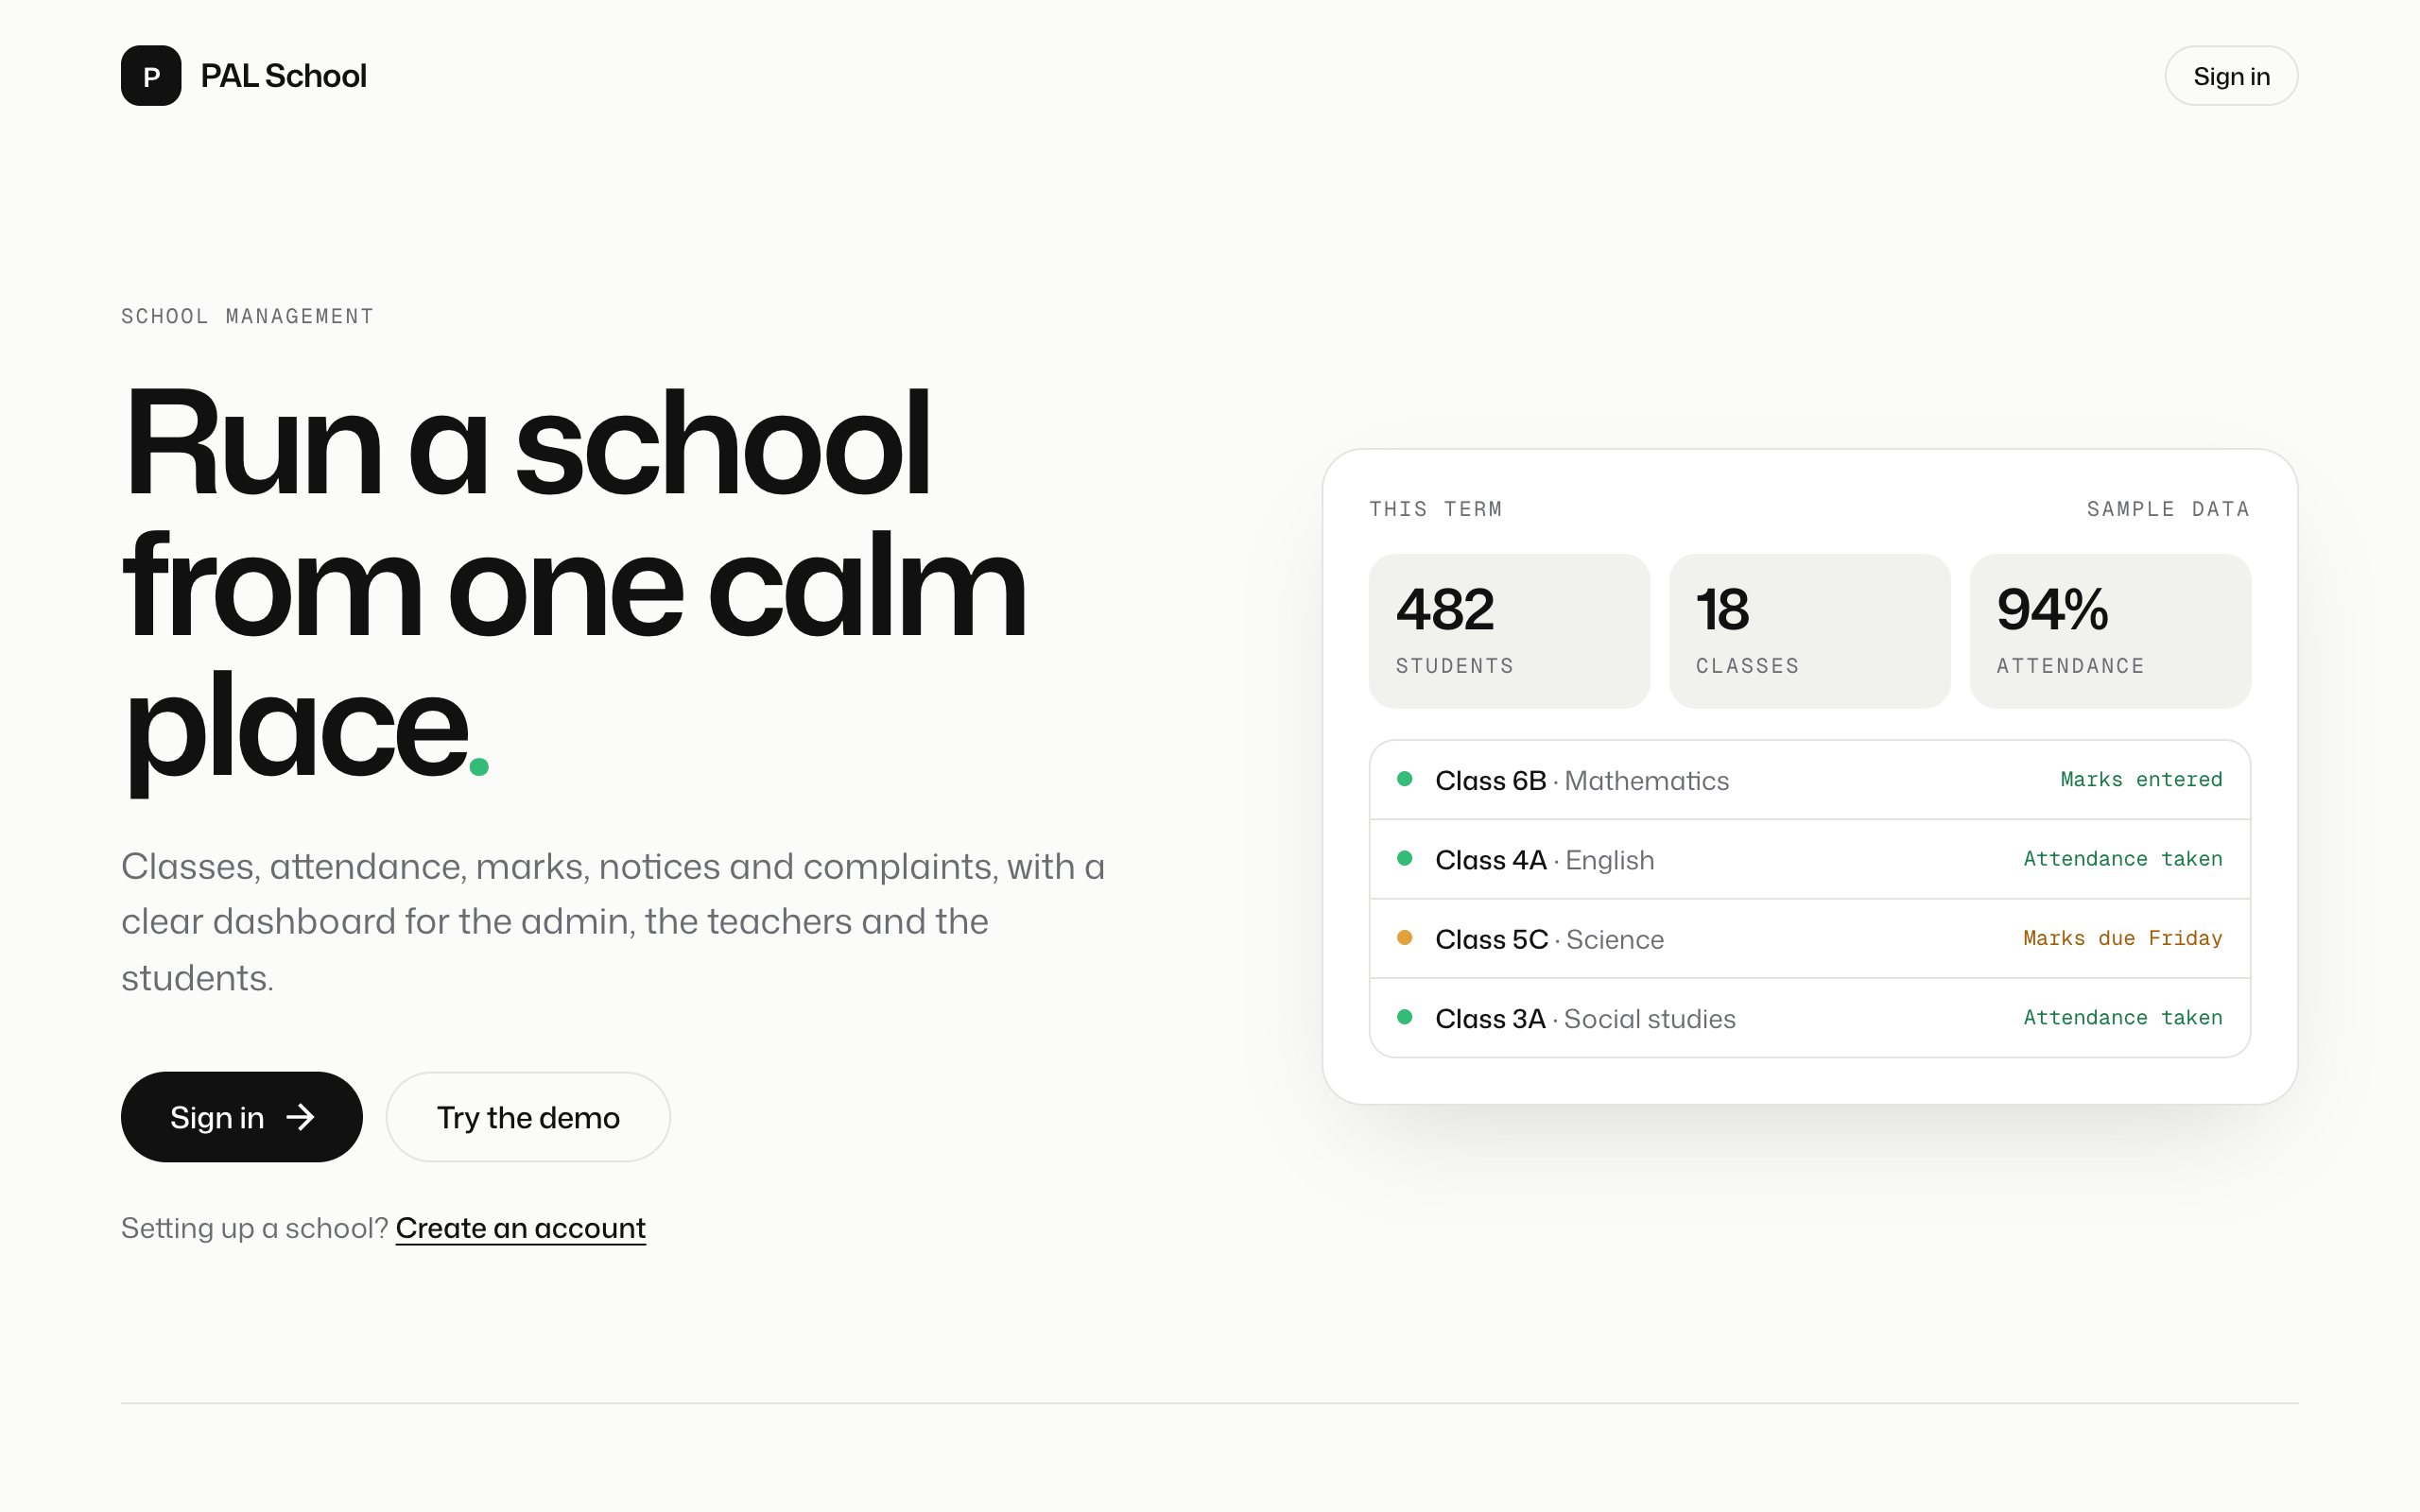 P PAL School
Sign in
SCHOOL MANAGEMENT
Run a school
from one calm
place.
Classes, attendance, marks, notices and complaints, with a
clear dashboard for the admin, the teachers and the
students.
Sign in →
Try the demo
Setting up a school? Create an account
THIS TERM
SAMPLE DATA
482
STUDENTS
18
CLASSES
94%
ATTENDANCE
Class 6B · Mathematics
Marks entered
Class 4A · English
Attendance taken
Class 5C · Science
Marks due Friday
Class 3A · Social studies
Attendance taken